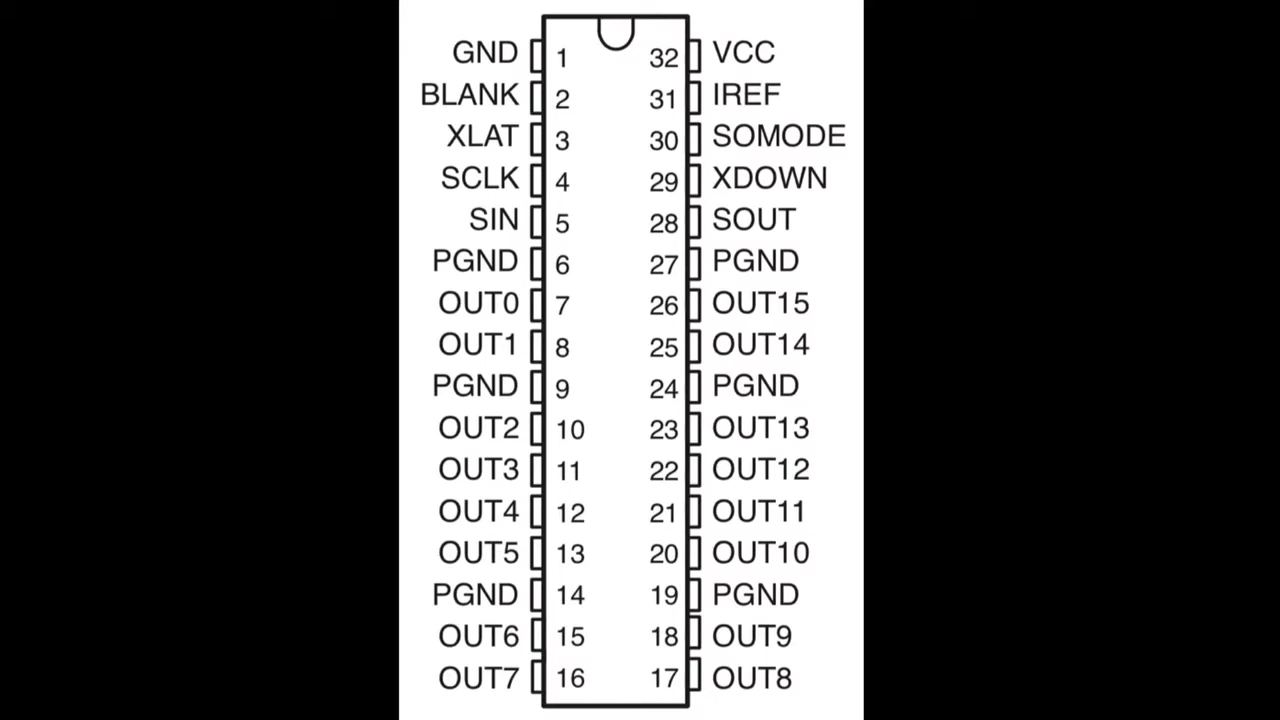 GND 1 32 VCC
BLANK 2 31 IREF
XLAT 3 30 SOMODE
SCLK 4 29 XDOWN
SIN 5 28 SOUT
PGND 6 27 PGND
OUT0 7 26 OUT15
OUT1 8 25 OUT14
PGND 9 24 PGND
OUT2 10 23 OUT13
OUT3 11 22 OUT12
OUT4 12 21 OUT11
OUT5 13 20 OUT10
PGND 14 19 PGND
OUT6 15 18 OUT9
OUT7 16 17 OUT8